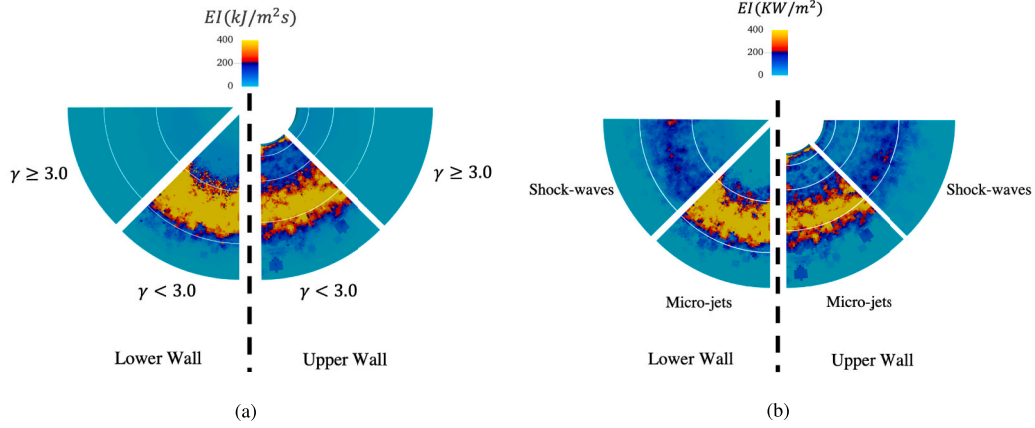 EI(kJ/m²s)
400
200
0
γ ≥ 3.0
γ ≥ 3.0
γ < 3.0
γ < 3.0
Lower Wall
Upper Wall
(a)
EI(KW/m²)
400
200
0
Shock-waves
Shock-waves
Micro-jets
Micro-jets
Lower Wall
Upper Wall
(b)